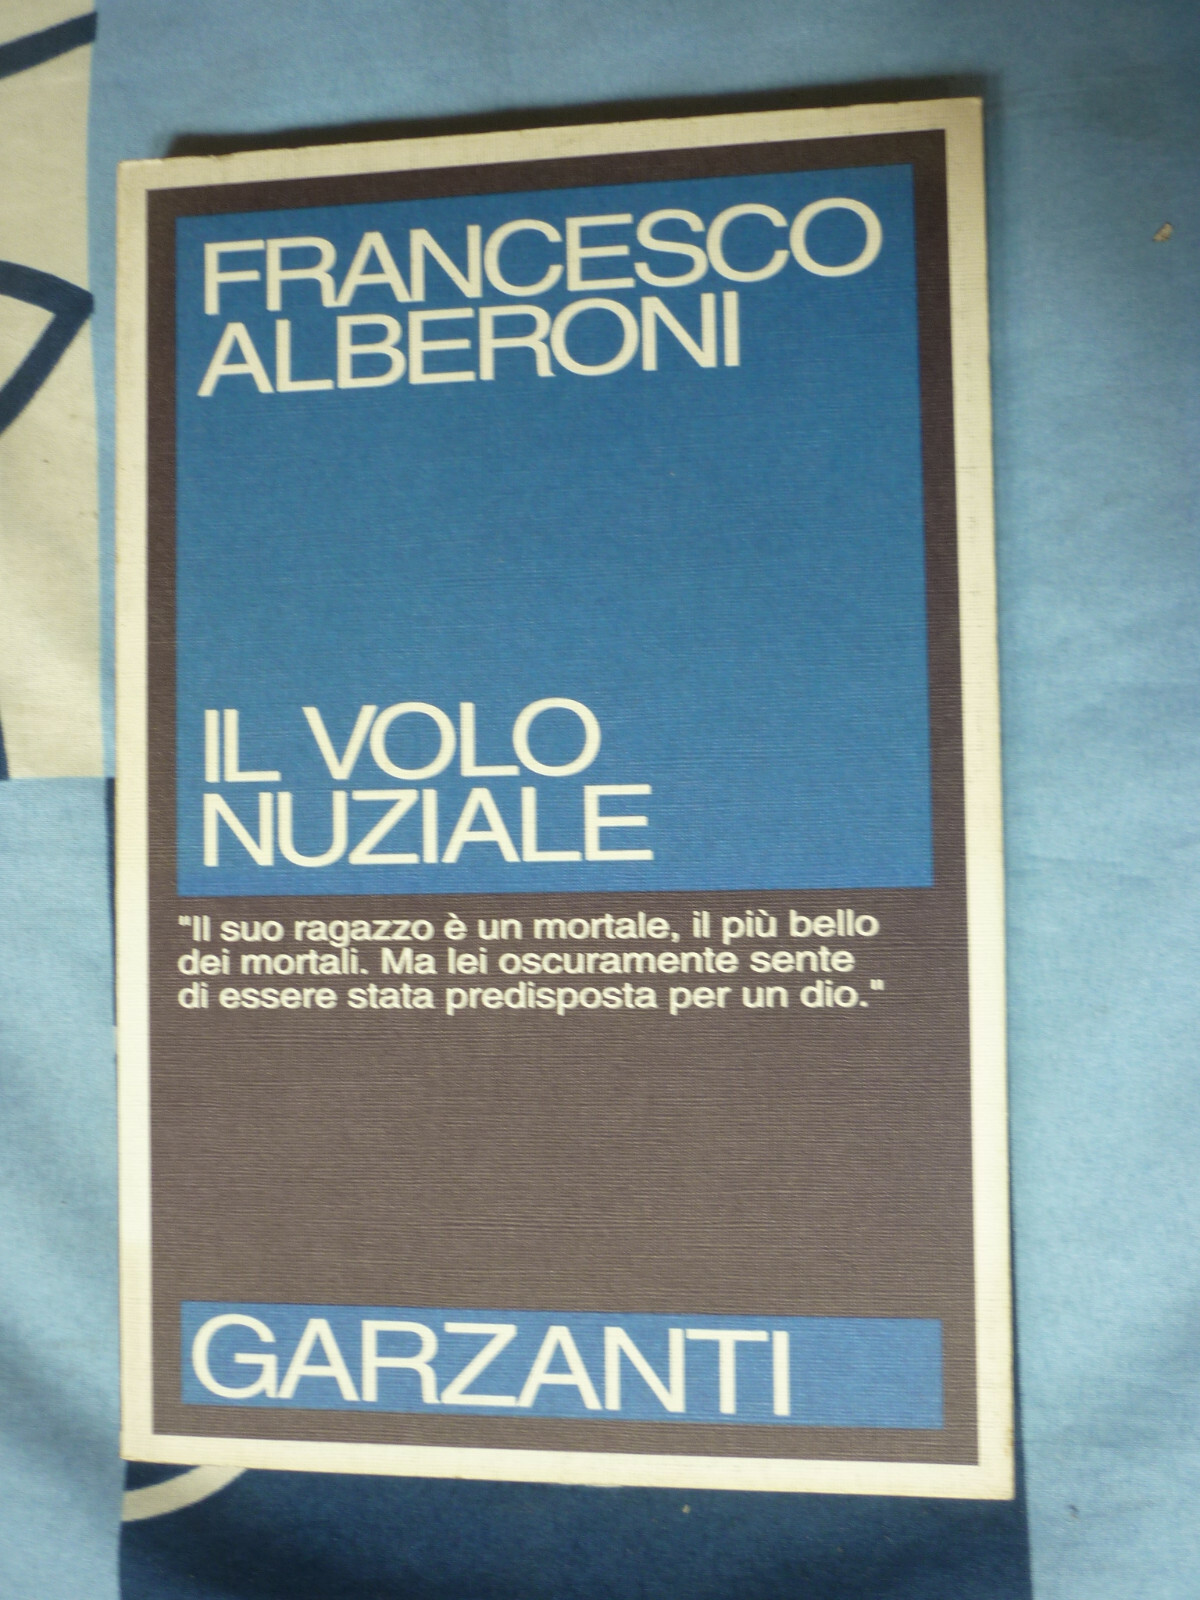 FRANCESCO
ALBERONI
IL VOLO
NUZIALE
"Il suo ragazzo è un mortale, il più bello
dei mortali. Ma lei oscuramente sente
di essere stata predisposta per un dio."
GARZANTI